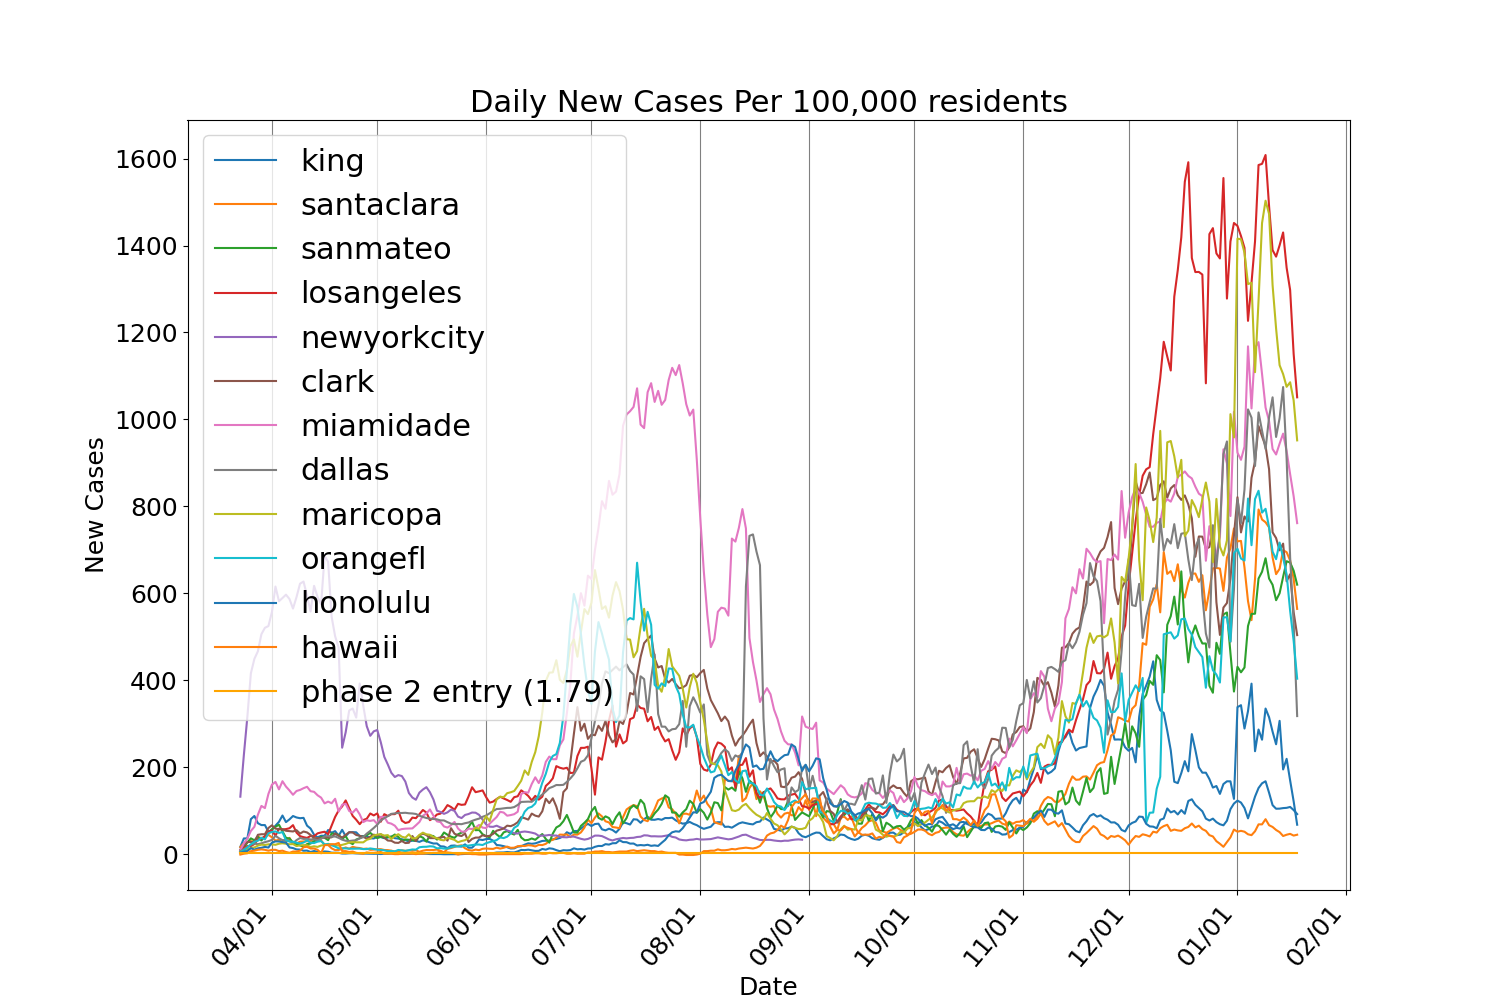 Daily New Cases Per 100,000 residents
New Cases
1600
1400
1200
1000
800
600
400
200
0
king
santaclara
sanmateo
losangeles
newyorkcity
clark
miamidade
dallas
maricopa
orangefl
honolulu
hawaii
phase 2 entry (1.79)
04/01
05/01
06/01
07/01
08/01
09/01
10/01
11/01
12/01
01/01
02/01
Date